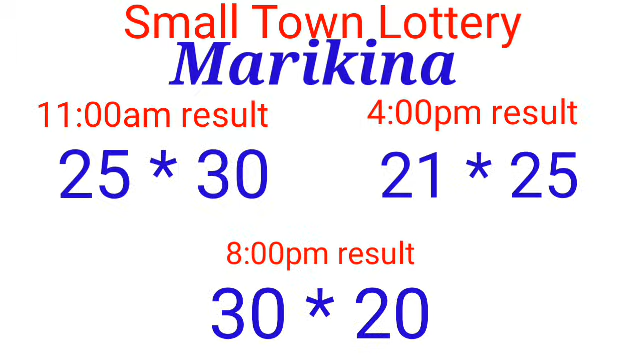 Small Town Lottery
Marikina
11:00am result
25 * 30
4:00pm result
21 * 25
8:00pm result
30 * 20